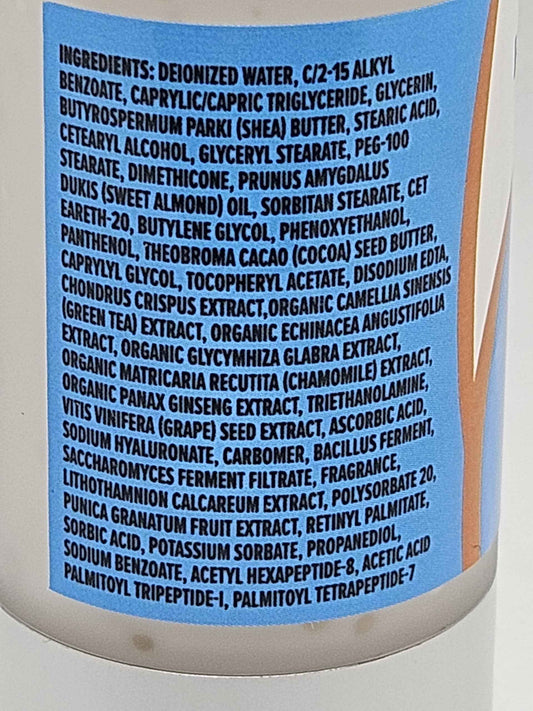 INGREDIENTS: DEIONIZED WATER, C/2-15 ALKYL
BENZOATE, CAPRYLIC/CAPRIC TRIGLYCERIDE, GLYCERIN,
BUTYROSPERMUM PARKI (SHEA) BUTTER, STEARIC ACID,
CETEARYL ALCOHOL, GLYCERYL STEARATE, PEG-100
STEARATE, DIMETHICONE, PRUNUS AMYGDALUS
DUKIS (SWEET ALMOND) OIL, SORBITAN STEARATE, CET
EARETH-20, BUTYLENE GLYCOL, PHENOXYETHANOL,
PANTHENOL, THEOBROMA CACAO (COCOA) SEED BUTTER,
CAPRYLYL GLYCOL, TOCOPHERYL ACETATE, DISODIUM EDTA,
CHONDRUS CRISPUS EXTRACT,ORGANIC CAMELLIA SINENSIS
(GREEN TEA) EXTRACT, ORGANIC ECHINACEA ANGUSTIFOLIA
EXTRACT, ORGANIC GLYCYMHIZA GLABRA EXTRACT,
ORGANIC MATRICARIA RECUTITA (CHAMOMILE) EXTRACT,
ORGANIC PANAX GINSENG EXTRACT, TRIETHANOLAMINE,
VITIS VINIFERA (GRAPE) SEED EXTRACT, ASCORBIC ACID,
SODIUM HYALURONATE, CARBOMER, BACILLUS FERMENT,
SACCHAROMYCES FERMENT FILTRATE, FRAGRANCE,
LITHOTHAMNION CALCAREUM EXTRACT, POLYSORBATE 20,
PUNICA GRANATUM FRUIT EXTRACT, RETINYL PALMITATE,
SORBIC ACID, POTASSIUM SORBATE, PROPANEDIOL,
SODIUM BENZOATE, ACETYL HEXAPEPTIDE-8, ACETIC ACID
PALMITOYL TRIPEPTIDE-I, PALMITOYL TETRAPEPTIDE-7